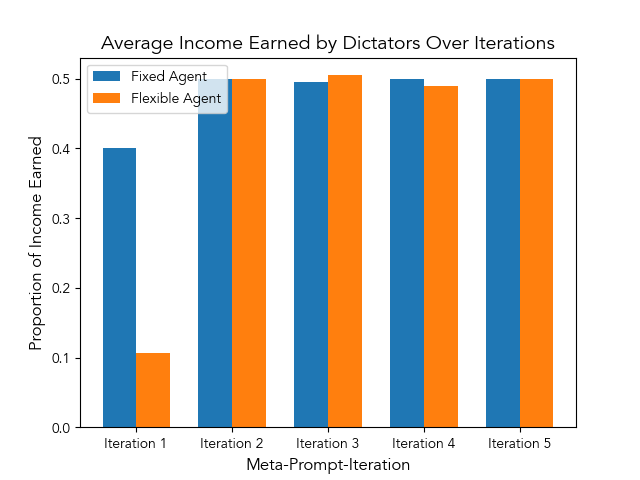 Average Income Earned by Dictators Over Iterations
Fixed Agent
Flexible Agent
Proportion of Income Earned
0.5
0.4
0.3
0.2
0.1
0.0
Iteration 1 Iteration 2 Iteration 3 Iteration 4 Iteration 5
Meta-Prompt-Iteration